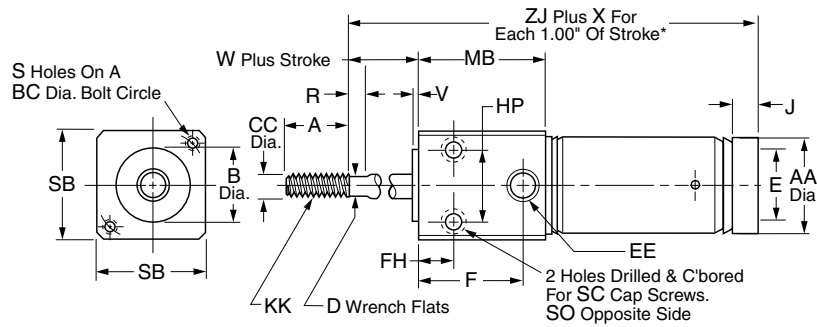 ZJ Plus X For
Each 1.00" Of Stroke*
W Plus Stroke
MB
S Holes On A
BC Dia. Bolt Circle
R
V
HP
J
CC
Dia.
A
SB
B
Dia.
E
AA
Dia
EE
FH
F
2 Holes Drilled & C'bored
For SC Cap Screws.
SO Opposite Side
SB
KK
D Wrench Flats